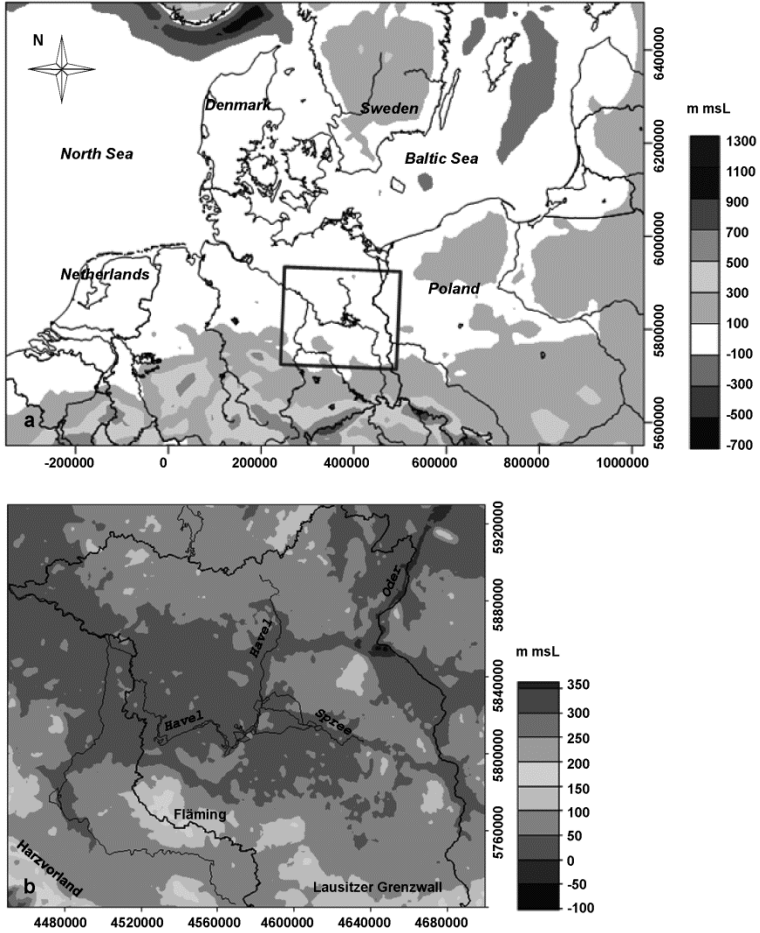 N
Denmark
Sweden
North Sea
Baltic Sea
Netherlands
Poland
a
6400000
6200000
6000000
5800000
5600000
-200000
0
200000
400000
600000
800000
1000000
m msL
1300
1100
900
700
500
300
100
-100
-300
-500
-700
Oder
Havel
Havel
Spree
Fläming
Harzvorland
Lausitzer Grenzwall
b
5920000
5880000
5840000
5800000
5760000
4480000
4520000
4560000
4600000
4640000
4680000
m msL
350
300
250
200
150
100
50
0
-50
-100